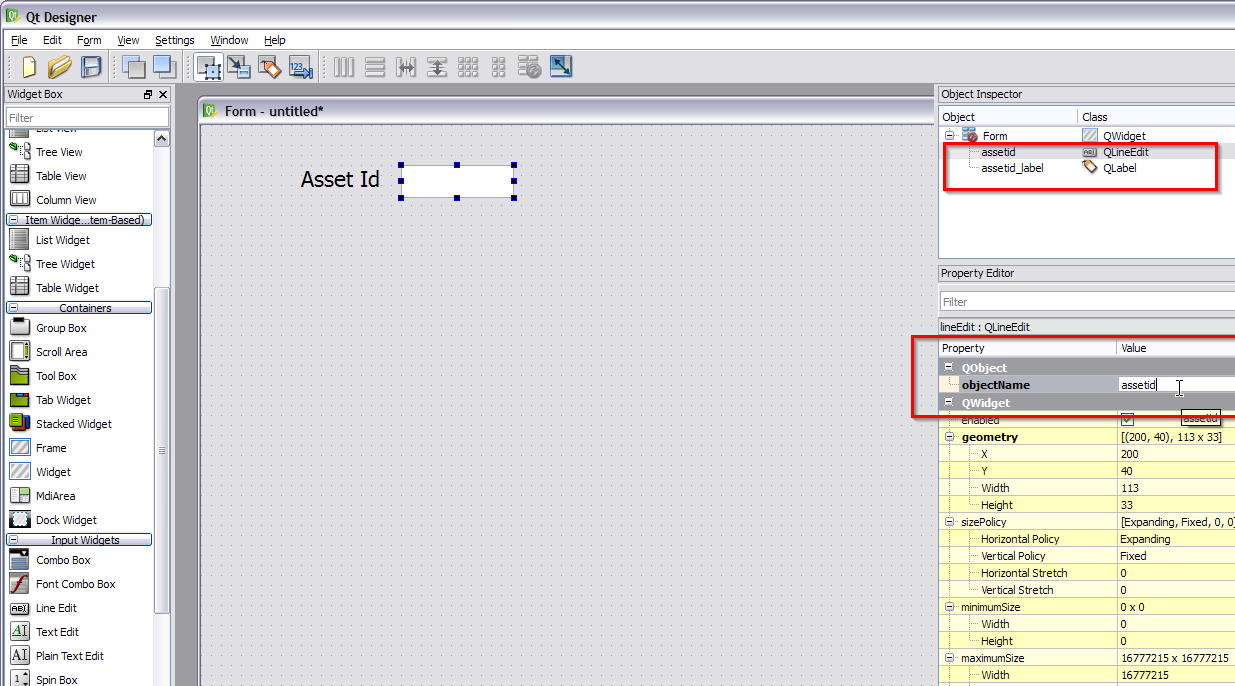 Qt Designer
File Edit Form View Settings Window Help
Widget Box
Filter
List View
Tree View
Table View
Column View
Item Widge...tem-Based)
List Widget
Tree Widget
Table Widget
Containers
Group Box
Scroll Area
Tool Box
Tab Widget
Stacked Widget
Frame
Widget
MdiArea
Dock Widget
Input Widgets
Combo Box
Font Combo Box
Line Edit
Text Edit
Plain Text Edit
Spin Box
Form - untitled*
Asset Id
Object Inspector
Object Class
Form QWidget
assetid QLineEdit
assetid_label QLabel
Property Editor
Filter
lineEdit : QLineEdit
Property Value
QObject
objectName assetid
QWidget
enabled assetid
geometry [(200, 40), 113 x 33]
X 200
Y 40
Width 113
Height 33
sizePolicy [Expanding, Fixed, 0, 0]
Horizontal Policy Expanding
Vertical Policy Fixed
Horizontal Stretch 0
Vertical Stretch 0
minimumSize 0 x 0
Width 0
Height 0
maximumSize 16777215 x 16777215
Width 16777215